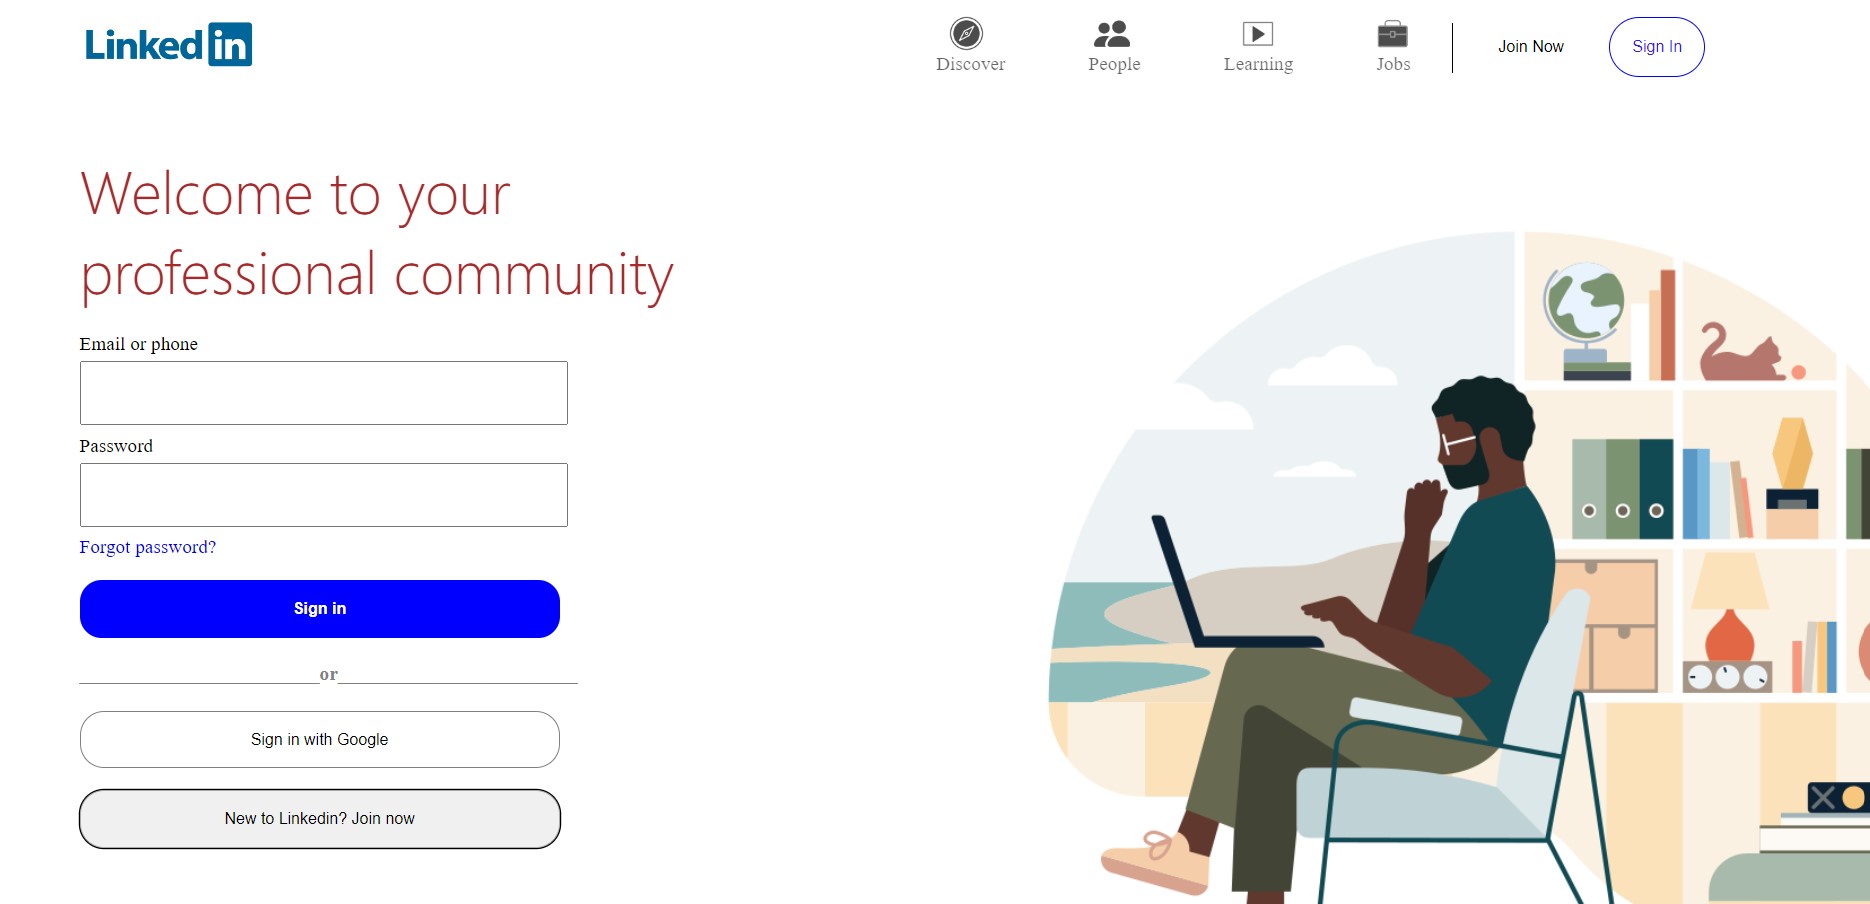 Linked in
Discover
People
Learning
Jobs
Join Now
Sign In
Welcome to your
professional community
Email or phone
Password
Forgot password?
Sign in
or
Sign in with Google
New to Linkedin? Join now